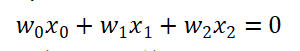 w₀x₀ + w₁x₁ + w₂x₂ = 0